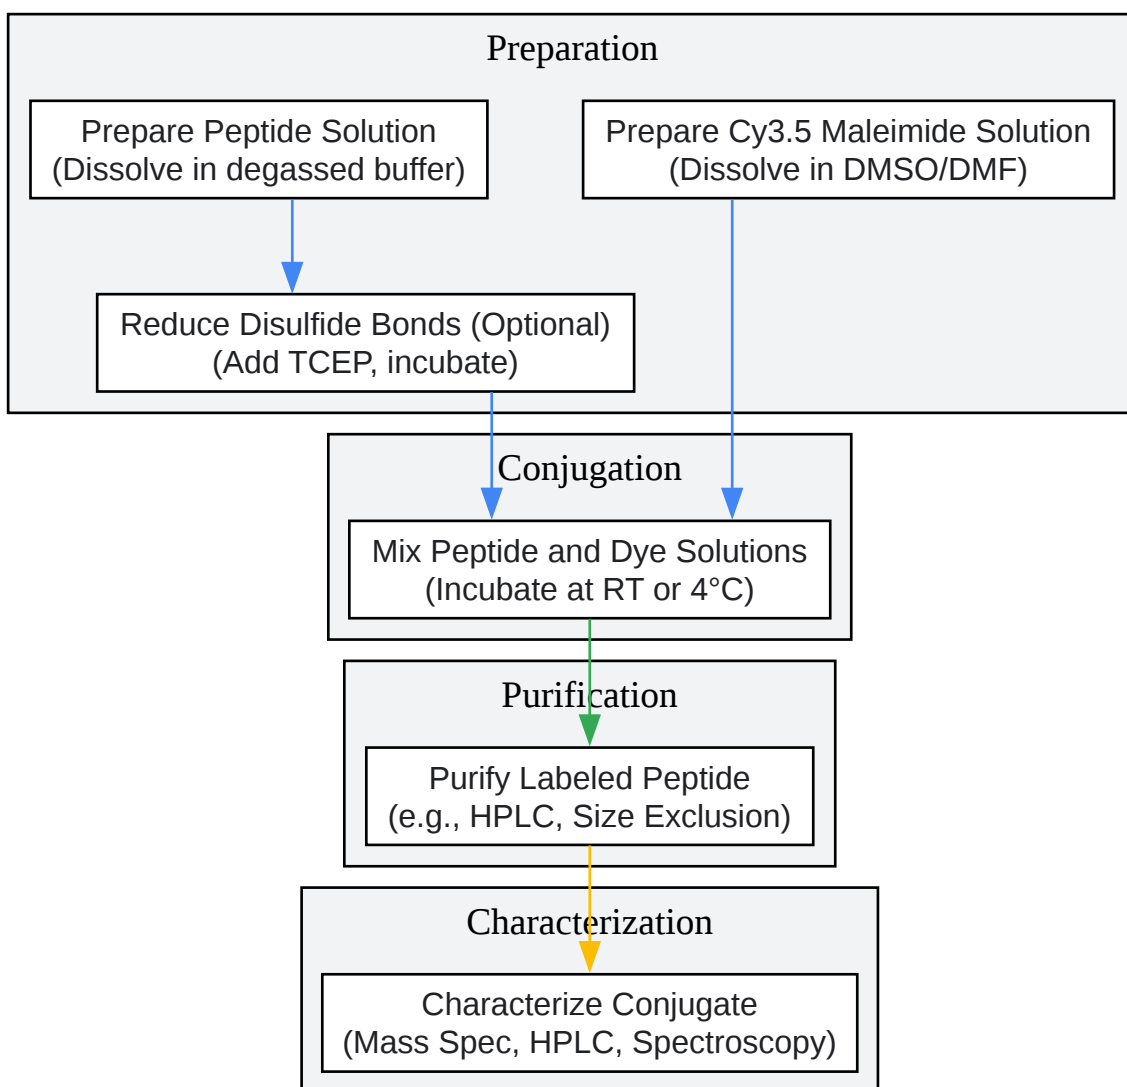 Preparation
Prepare Peptide Solution
(Dissolve in degassed buffer)
Prepare Cy3.5 Maleimide Solution
(Dissolve in DMSO/DMF)
Reduce Disulfide Bonds (Optional)
(Add TCEP, incubate)
Conjugation
Mix Peptide and Dye Solutions
(Incubate at RT or 4°C)
Purification
Purify Labeled Peptide
(e.g., HPLC, Size Exclusion)
Characterization
Characterize Conjugate
(Mass Spec, HPLC, Spectroscopy)